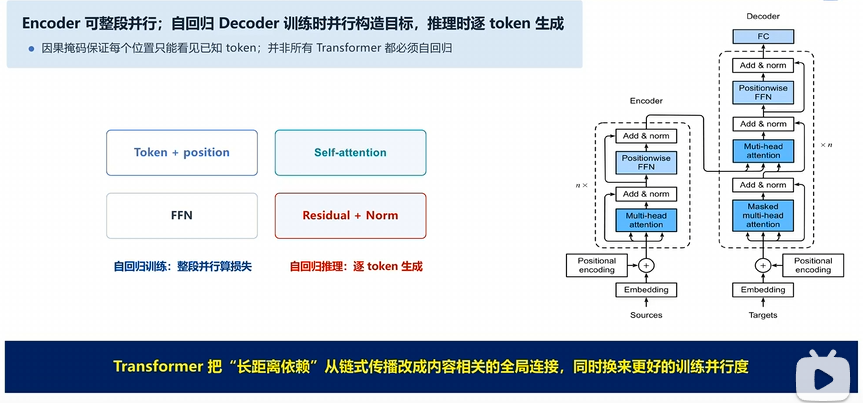 Encoder 可整段并行；自回归 Decoder 训练时并行构造目标，推理时逐 token 生成
因果掩码保证每个位置只能看见已知 token；并非所有 Transformer 都必须自回归
Token + position
Self-attention
FFN
Residual + Norm
自回归训练：整段并行算损失
自回归推理：逐 token 生成
Encoder
Add & norm
Positionwise
FFN
n ×
Add & norm
Multi-head
attention
Positional
encoding
+
Embedding
Sources
Decoder
FC
Add & norm
Positionwise
FFN
Add & norm
Muti-head
attention
× n
Add & norm
Masked
multi-head
attention
+
Positional
encoding
Embedding
Targets
Transformer 把“长距离依赖”从链式传播改成内容相关的全局连接，同时换来更好的训练并行度